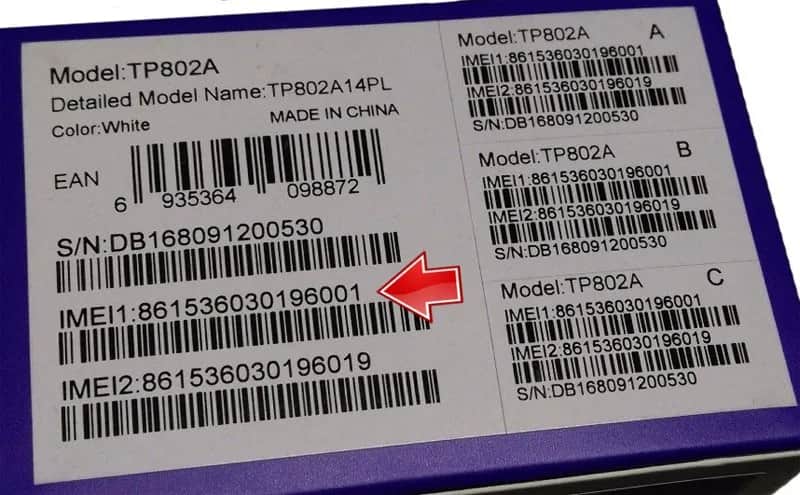 Model:TP802A
Detailed Model Name:TP802A14PL
Color:White
MADE IN CHINA
EAN
6 935364 098872
S/N:DB168091200530
IMEI1:861536030196001
IMEI2:861536030196019
Model:TP802A A
IMEI1:861536030196001
IMEI2:861536030196019
S/N:DB168091200530
Model:TP802A B
IMEI1:861536030196001
IMEI2:861536030196019
S/N:DB168091200530
Model:TP802A C
IMEI1:861536030196001
IMEI2:861536030196019
S/N:DB168091200530